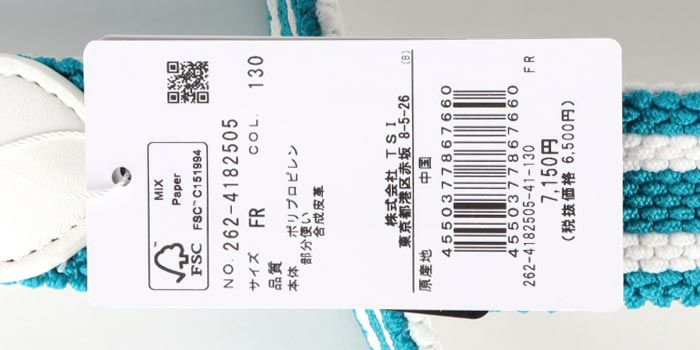 MIX
Paper
FSC
FSC™ C151994
NO. 262-4182505
サイズ FR COL. 130
品質
本体 ポリプロピレン
部分使い
合成皮革
株式会社 TSI
東京都港区赤坂 8-5-26
(B)
原産地 中国
4550377867660
4550377867660
262-4182505-41-130
FR
7,150円
(税抜価格 6,500円)